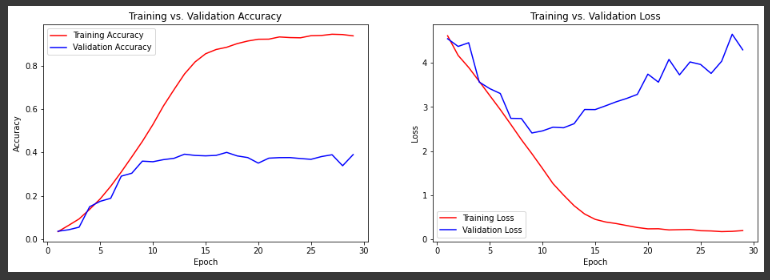 Training vs. Validation Accuracy
Training Accuracy
Validation Accuracy
Accuracy
0.8
0.6
0.4
0.2
0.0
0 5 10 15 20 25 30
Epoch
Training vs. Validation Loss
Loss
4
3
2
1
0
Training Loss
Validation Loss
0 5 10 15 20 25 30
Epoch